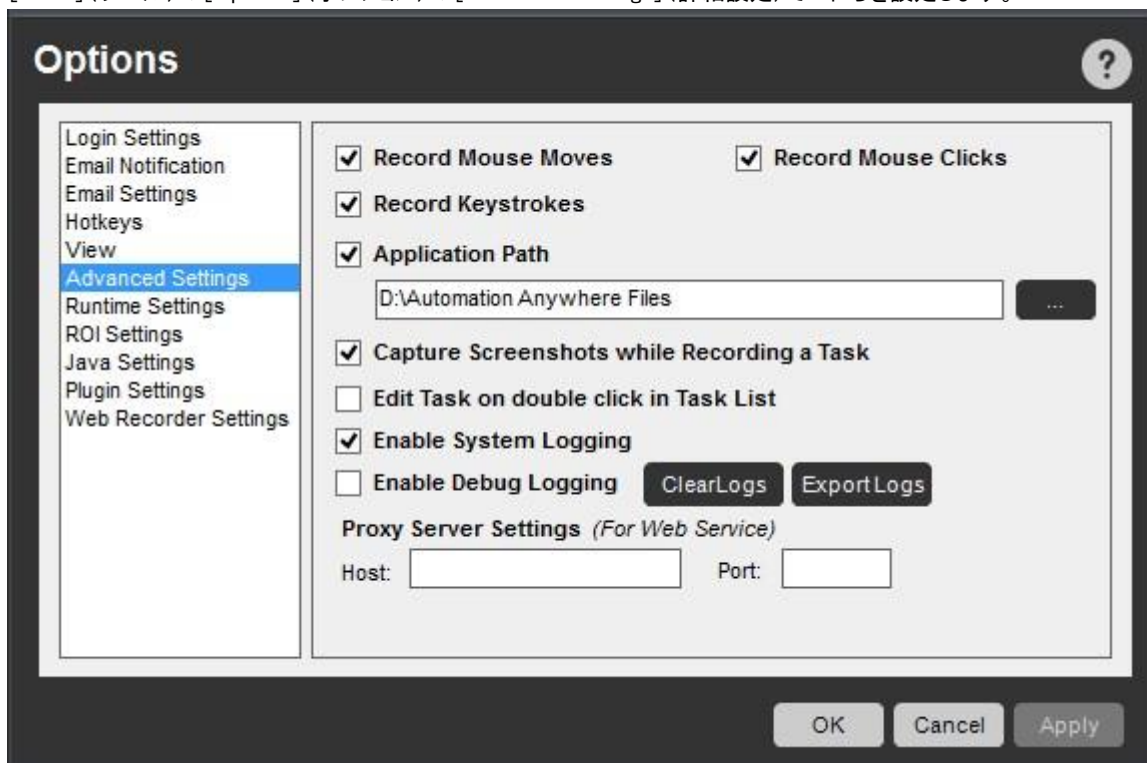 Options
?
Login Settings
Email Notification
Email Settings
Hotkeys
View
Advanced Settings
Runtime Settings
ROI Settings
Java Settings
Plugin Settings
Web Recorder Settings
Record Mouse Moves
Record Mouse Clicks
Record Keystrokes
Application Path
D:\Automation Anywhere Files
...
Capture Screenshots while Recording a Task
Edit Task on double click in Task List
Enable System Logging
Enable Debug Logging
ClearLogs
ExportLogs
Proxy Server Settings (For Web Service)
Host:
Port:
OK
Cancel
Apply